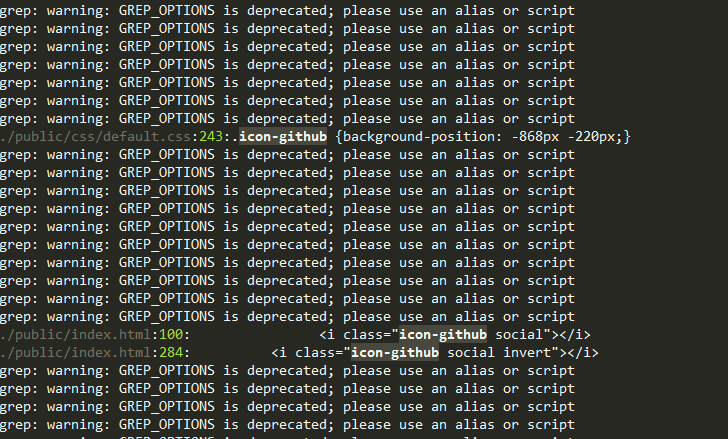 grep: warning: GREP_OPTIONS is deprecated; please use an alias or script
grep: warning: GREP_OPTIONS is deprecated; please use an alias or script
grep: warning: GREP_OPTIONS is deprecated; please use an alias or script
grep: warning: GREP_OPTIONS is deprecated; please use an alias or script
grep: warning: GREP_OPTIONS is deprecated; please use an alias or script
grep: warning: GREP_OPTIONS is deprecated; please use an alias or script
grep: warning: GREP_OPTIONS is deprecated; please use an alias or script
./public/css/default.css:243:.icon-github {background-position: -868px -220px;}
grep: warning: GREP_OPTIONS is deprecated; please use an alias or script
grep: warning: GREP_OPTIONS is deprecated; please use an alias or script
grep: warning: GREP_OPTIONS is deprecated; please use an alias or script
grep: warning: GREP_OPTIONS is deprecated; please use an alias or script
grep: warning: GREP_OPTIONS is deprecated; please use an alias or script
grep: warning: GREP_OPTIONS is deprecated; please use an alias or script
grep: warning: GREP_OPTIONS is deprecated; please use an alias or script
grep: warning: GREP_OPTIONS is deprecated; please use an alias or script
grep: warning: GREP_OPTIONS is deprecated; please use an alias or script
grep: warning: GREP_OPTIONS is deprecated; please use an alias or script
./public/index.html:100:                <i class="icon-github social"></i>
./public/index.html:284:          <i class="icon-github social invert"></i>
grep: warning: GREP_OPTIONS is deprecated; please use an alias or script
grep: warning: GREP_OPTIONS is deprecated; please use an alias or script
grep: warning: GREP_OPTIONS is deprecated; please use an alias or script
grep: warning: GREP_OPTIONS is deprecated; please use an alias or script